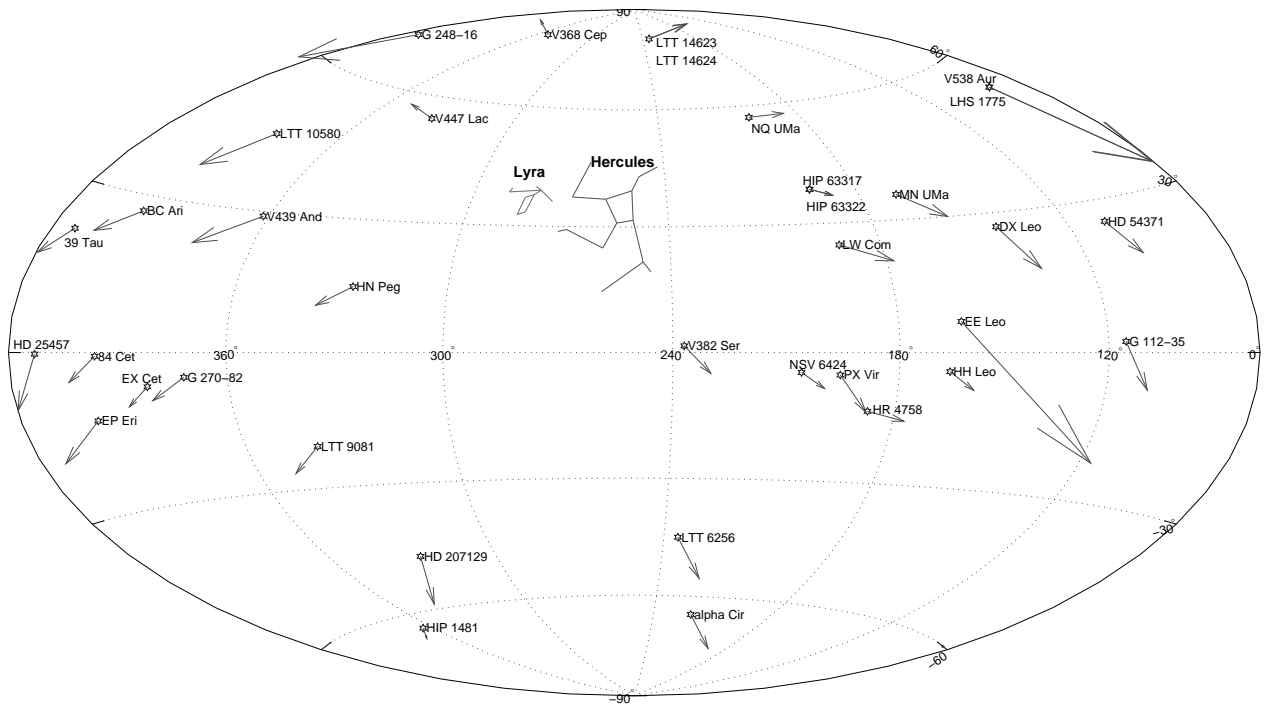 90°
G 248−16
V368 Cep
LTT 14623
LTT 14624
60°
V538 Aur
LHS 1775
V447 Lac
NQ UMa
LTT 10580
Lyra
Hercules
HIP 63317
HIP 63322
MN UMa
30°
BC Ari
V439 And
39 Tau
LW Com
DX Leo
HD 54371
HN Peg
EE Leo
HD 25457
84 Cet
360°
300°
240°
V382 Ser
180°
120°
G 112−35
0°
EX Cet
G 270−82
NSV 6424
PX Vir
HH Leo
HR 4758
EP Eri
LTT 9081
−30°
HD 207129
LTT 6256
alpha Cir
HIP 1481
−60°
−90°